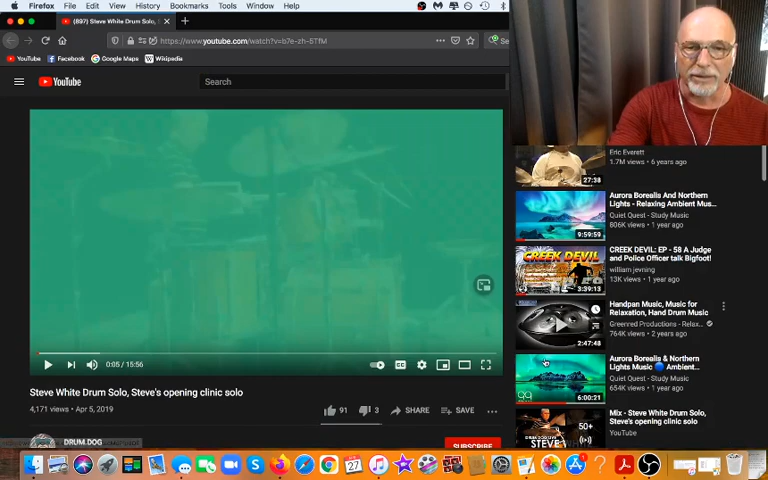 Firefox File Edit View History Bookmarks Tools Window Help
(897) Steve White Drum Solo, S
https://www.youtube.com/watch?v=b7e-zh-5TfM
YouTube Facebook Google Maps Wikipedia
YouTube
Search
0:05 / 15:56
CC
Steve White Drum Solo, Steve's opening clinic solo
4,171 views • Apr 5, 2019
91
3
SHARE
SAVE
DRUM DOG
SUBSCRIBE
Eric Everett
1.7M views • 6 years ago
27:38
Aurora Borealis And Northern
Lights - Relaxing Ambient Mus...
Quiet Quest - Study Music
806K views • 1 year ago
9:59:59
CREEK DEVIL
CREEK DEVIL: EP - 58 A Judge
and Police Officer talk Bigfoot!
william jevning
13K views • 1 year ago
3:39:13
Handpan Music, Music for
Relaxation, Hand Drum Music
Greenred Productions - Relax...
764K views • 2 years ago
2:47:48
Aurora Borealis & Northern
Lights Music Ambient...
Quiet Quest - Study Music
654K views • 1 year ago
6:00:21
Mix - Steve White Drum Solo,
Steve's opening clinic solo
YouTube
50+
STEVE
27